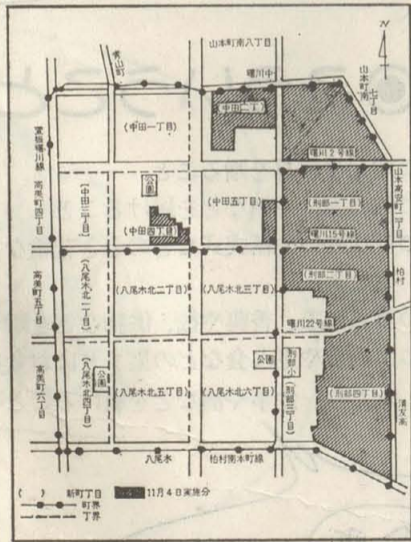 山本町南八丁目
N
曙川中
山本町南七丁目
(中田一丁目)
中田二丁目
曙川2号線
高美町四丁目
(中田三丁目)
公園
(中田四丁目)
中田五丁目
(刑部一丁目)
山本高安町二丁目
曙川15号線
高美町五丁目
(八尾木北一丁目)
(八尾木北二丁目)
(八尾木北三丁目)
(刑部二丁目)
柏村
曙川22号線
高美町六丁目
(八尾木北四丁目)
公園
(八尾木北五丁目)
(八尾木北六丁目)
公園
刑部小
(刑部三丁目)
(刑部四丁目)
清友高
八尾木
柏村南本町線
( ) 新町丁目
11月4日実施分
町界
丁界